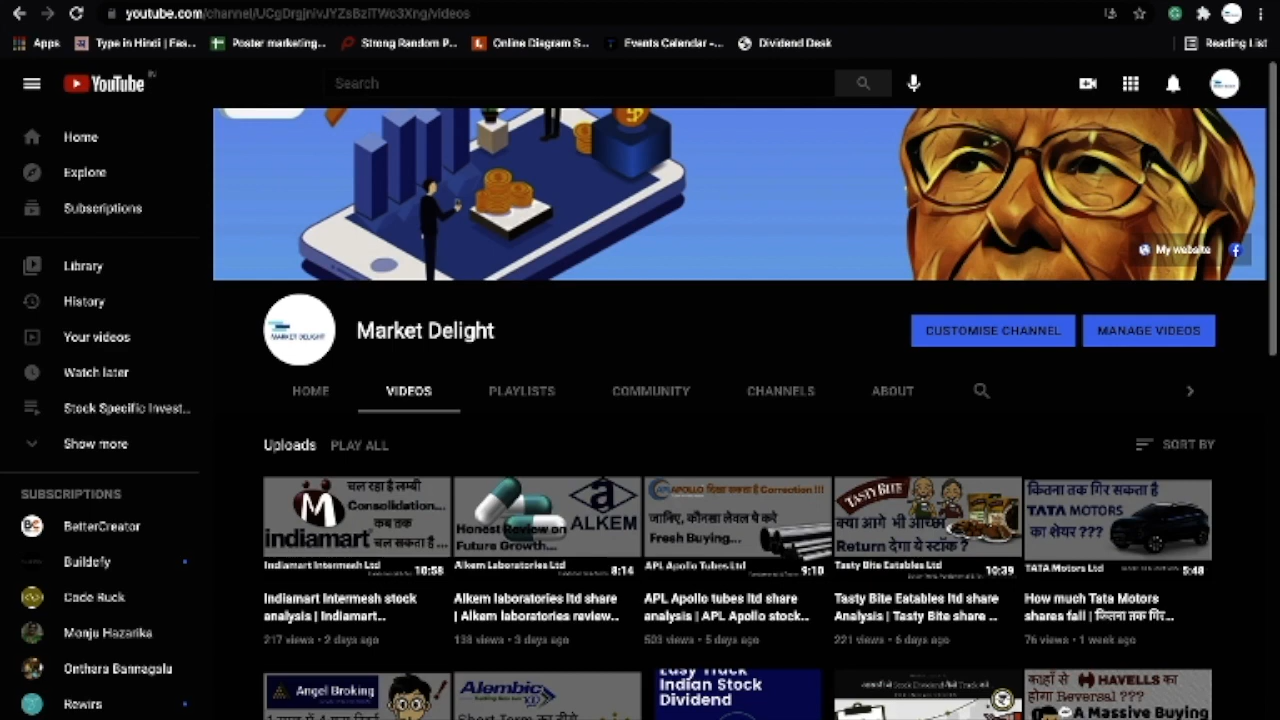 youtube.com/channel/UCgDrgjnivJYZsBziTWo3Xng/videos
Apps
Type in Hindi | Eas...
Poster marketing...
Strong Random P...
Online Diagram S...
Events Calendar -...
Dividend Desk
Reading List
YouTube IN
Search
Home
Explore
Subscriptions
Library
History
Your videos
Watch later
Stock Specific Invest...
Show more
SUBSCRIPTIONS
BetterCreator
Buildefy
Code Ruck
Monju Hazarika
Onthara Bannagalu
Rewirs
My website
MARKET DELIGHT
Market Delight
CUSTOMISE CHANNEL
MANAGE VIDEOS
HOME
VIDEOS
PLAYLISTS
COMMUNITY
CHANNELS
ABOUT
Uploads
PLAY ALL
SORT BY
चल रहा है लम्बी
Consolidation...
कब तक
indiamart चल सकता है...
Indiamart Intermesh Ltd
10:58
Indiamart Intermesh stock
analysis | Indiamart...
217 views • 2 days ago
ALKEM
Honest Review on
Future Growth...
Alkem Laboratories Ltd
8:14
Alkem laboratories ltd share
| Alkem laboratories review...
138 views • 3 days ago
APL APOLLO दिखा सकता है Correction !!!
जानिए, कौनसा लेवल पे करे
Fresh Buying...
APL Apollo Tubes Ltd
9:10
APL Apollo tubes ltd share
analysis | APL Apollo stock...
503 views • 5 days ago
TASTY BITE
क्या आगे भी अच्छा
Return देगा ये स्टॉक ?
Tasty Bite Eatables Ltd
10:39
Tasty Bite Eatables ltd share
Analysis | Tasty Bite share ...
221 views • 6 days ago
कितना तक गिर सकता है
TATA MOTORS
का शेयर ???
TATA Motors Ltd
5:48
How much Tata Motors
shares fall | कितना तक गिर...
76 views • 1 week ago
Angel Broking
Alembic
Easy Track
Indian Stock
Dividend
कहाँ से HAVELLS का
होगा Reversal ???
A Massive Buying